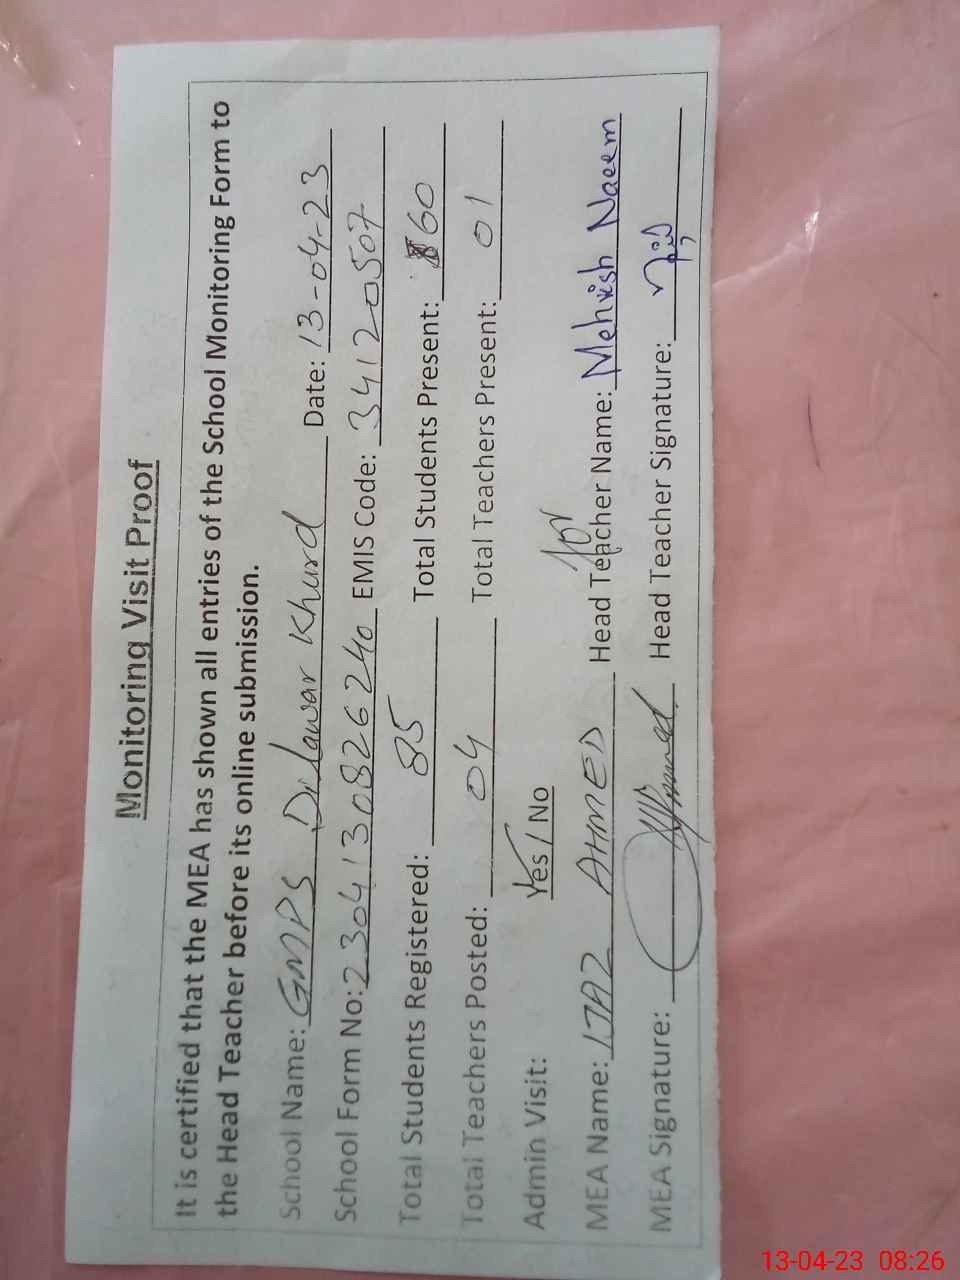 Monitoring Visit Proof
It is certified that the MEA has shown all entries of the School Monitoring Form to
the Head Teacher before its online submission.
School Name: GMPS Dilawar Khurd Date: 13-04-23
School Form No: 2304130826240 EMIS Code: 34120507
Total Students Registered: 85 Total Students Present: 60
Total Teachers Posted: 04 Total Teachers Present: 01
Admin Visit: Yes / No
for
MEA Name: IJAZ AHMED Head Teacher Name: Mehvish Naeem
MEA Signature: Head Teacher Signature:
13-04-23 08:26